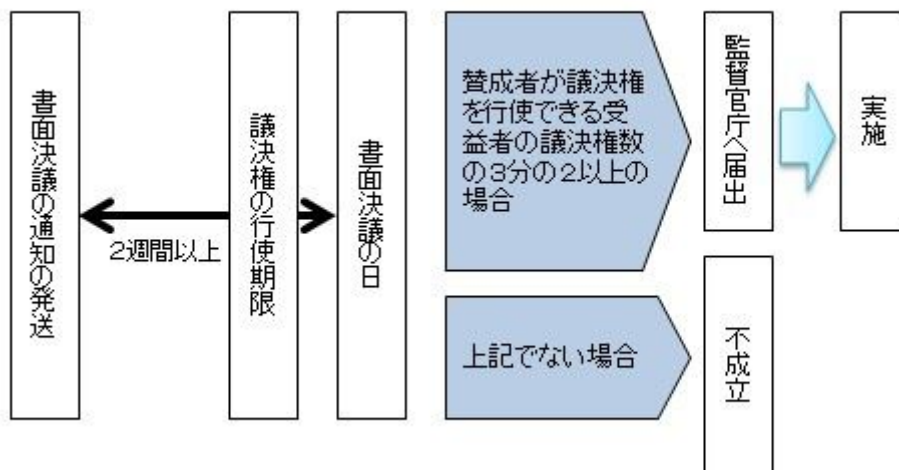 書面決議の通知の発送
2週間以上
議決権の行使期限
書面決議の日
賛成者が議決権
を行使できる受
益者の議決権数
の3分の2以上の
場合
監督官庁へ届出
実施
上記でない場合
不成立